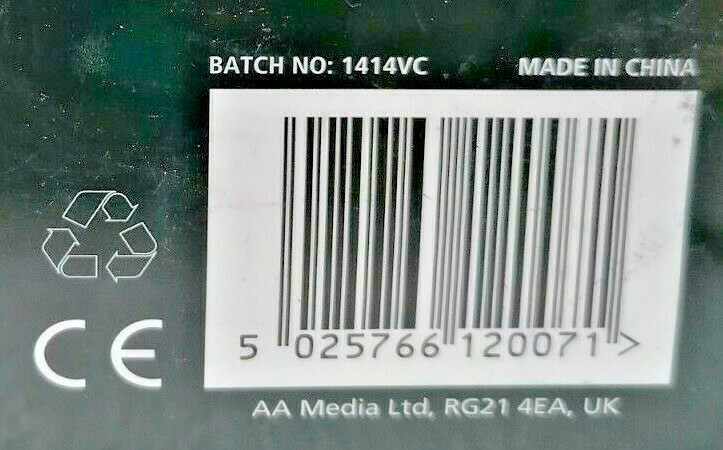 BATCH NO: 1414VC MADE IN CHINA
5 025766 120071 >
CE
AA Media Ltd, RG21 4EA, UK